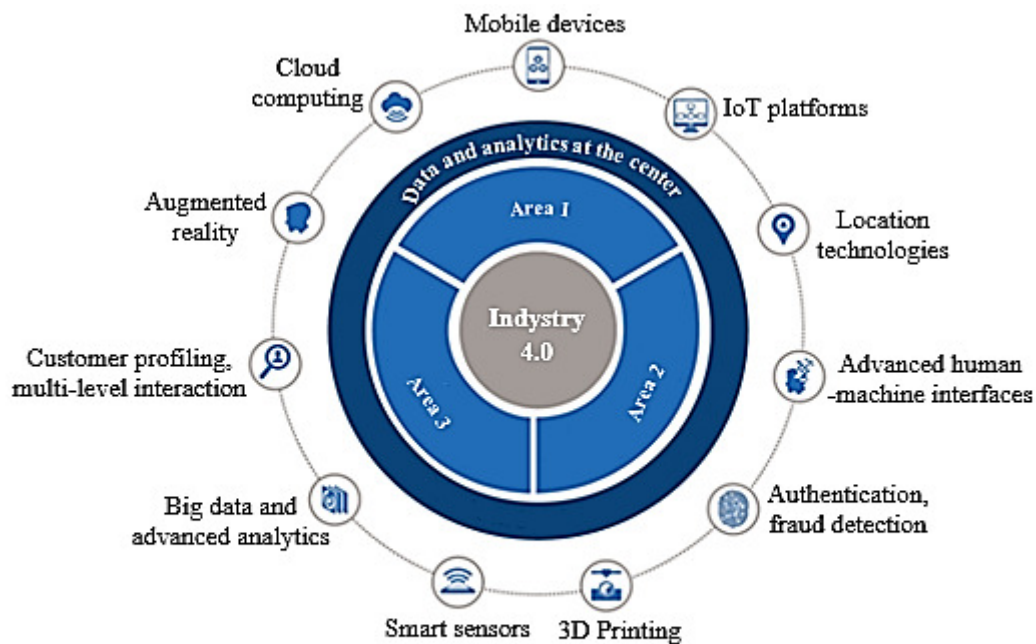 Mobile devices
Cloud
computing
IoT platforms
Data and analytics at the center
Augmented
reality
Area 1
Location
technologies
Indystry
4.0
Customer profiling,
multi-level interaction
Area 3
Area 2
Advanced human
-machine interfaces
Big data and
advanced analytics
Authentication,
fraud detection
Smart sensors
3D Printing